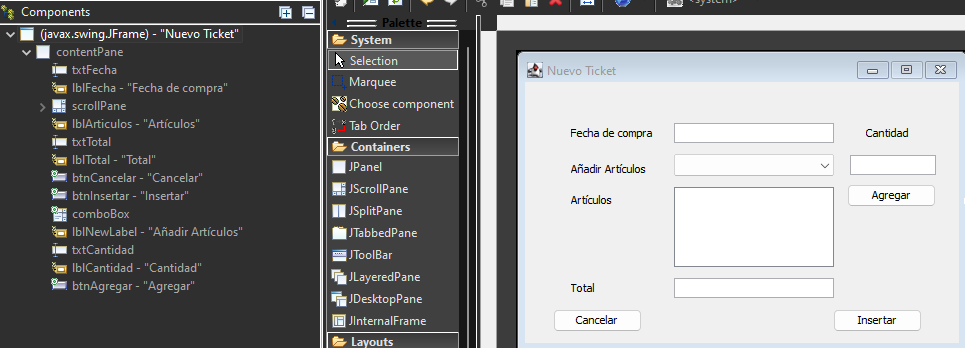 Components
(javax.swing.JFrame) - "Nuevo Ticket"
contentPane
txtFecha
lblFecha - "Fecha de compra"
scrollPane
lblArticulos - "Artículos"
txtTotal
lblTotal - "Total"
btnCancelar - "Cancelar"
btnInsertar - "Insertar"
comboBox
lblNewLabel - "Añadir Artículos"
txtCantidad
lblCantidad - "Cantidad"
btnAgregar - "Agregar"
Palette
System
Selection
Marquee
Choose component
Tab Order
Containers
JPanel
JScrollPane
JSplitPane
JTabbedPane
JToolBar
JLayeredPane
JDesktopPane
JInternalFrame
Layouts
<system>
Nuevo Ticket
Fecha de compra
Cantidad
Añadir Artículos
Agregar
Artículos
Total
Cancelar
Insertar